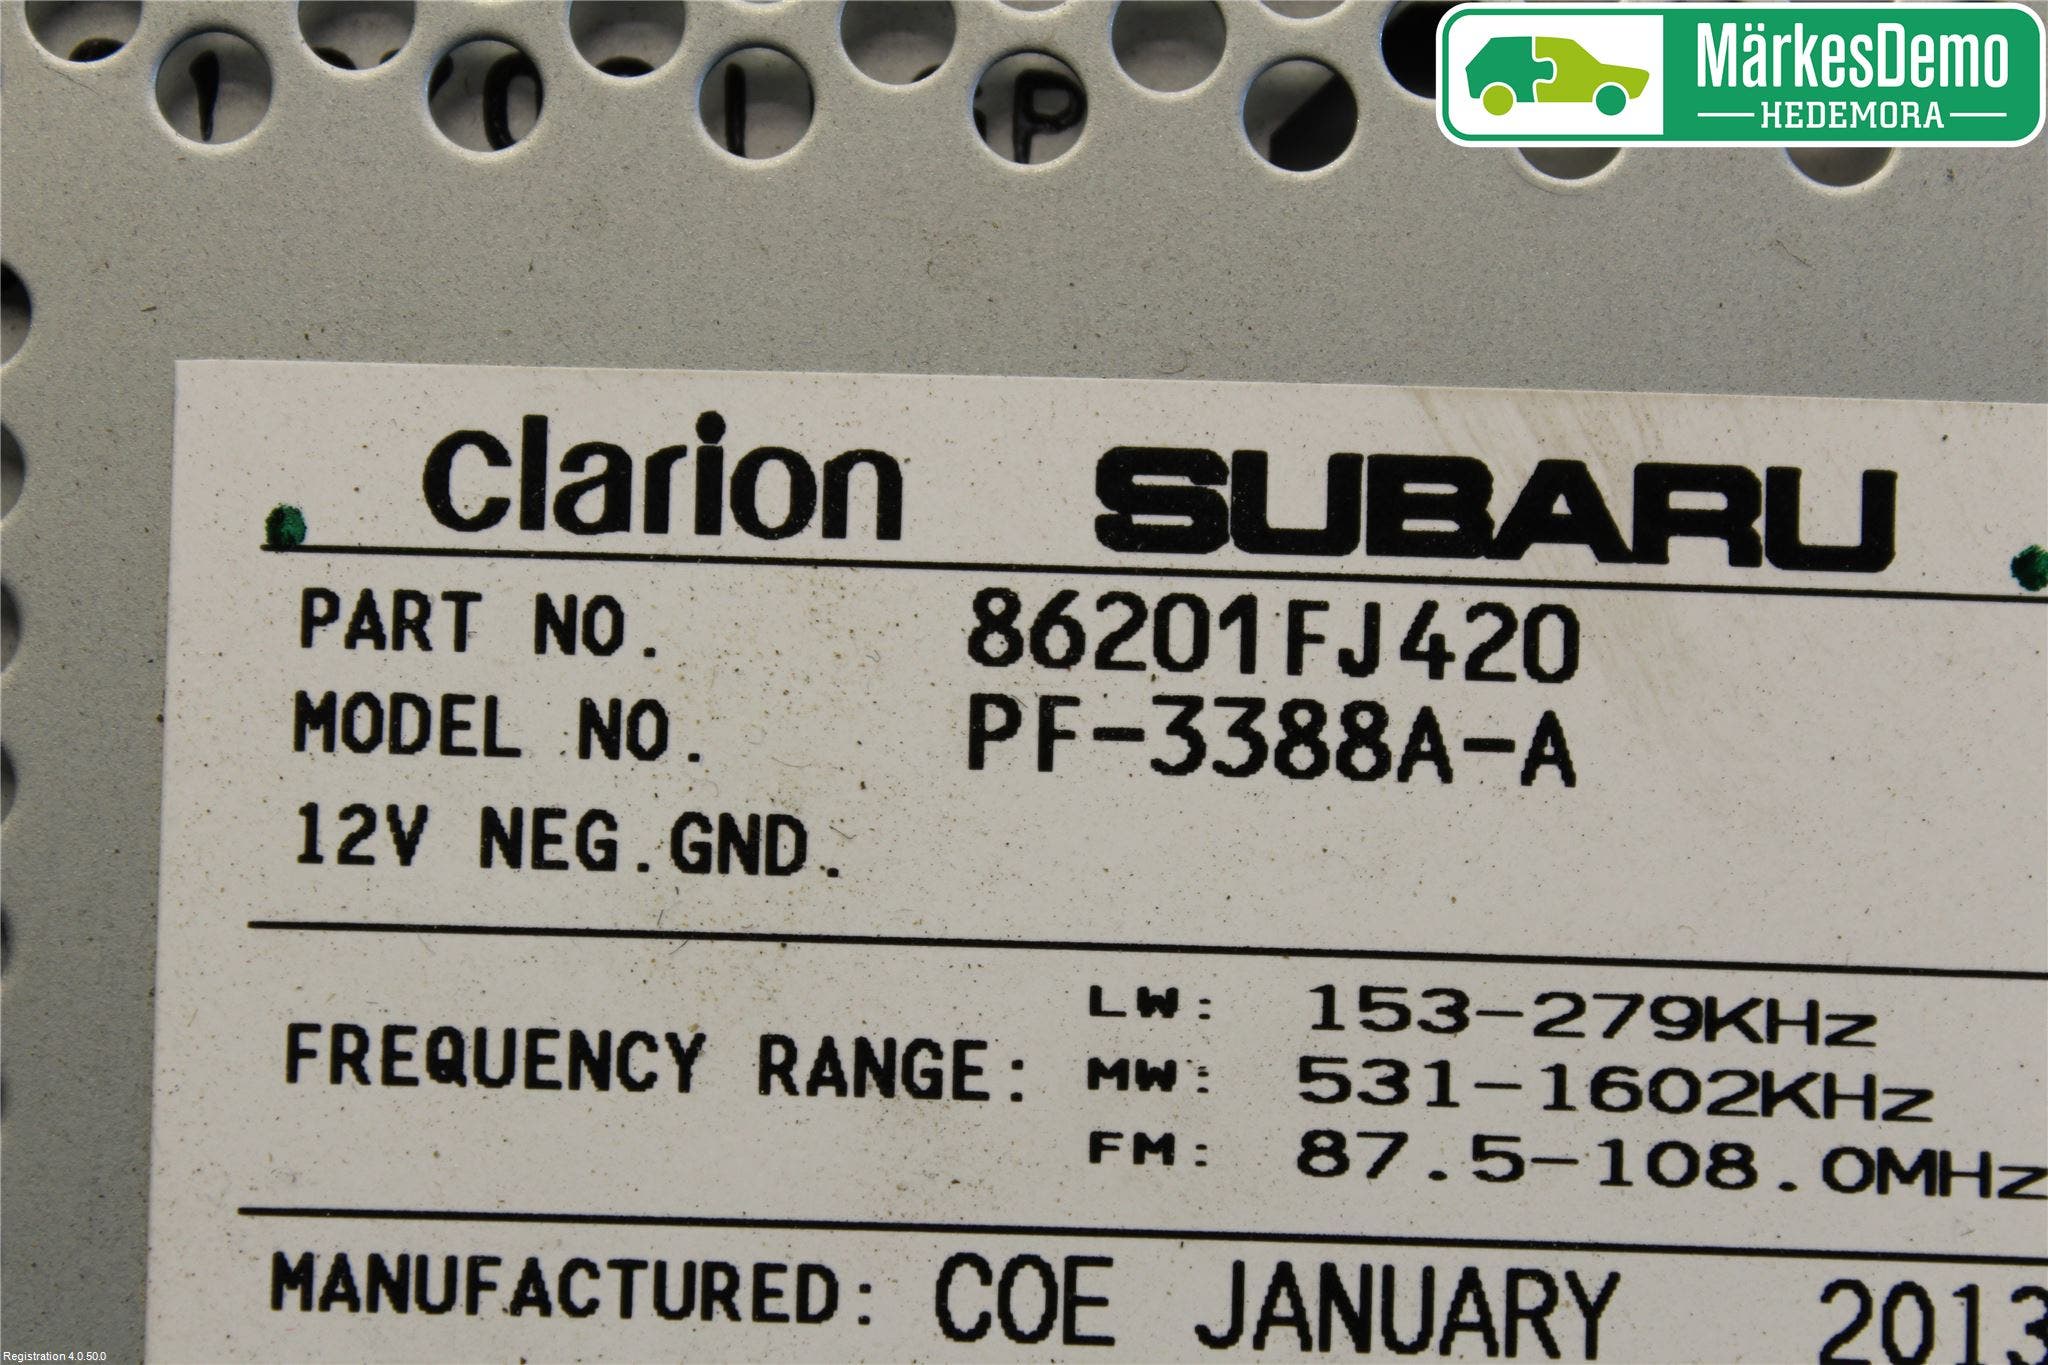 MärkesDemo
HEDEMORA
clarion SUBARU
PART NO. 86201FJ420
MODEL NO. PF-3388A-A
12V NEG.GND.
FREQUENCY RANGE: LW: 153-279KHz
MW: 531-1602KHz
FM: 87.5-108.0MHz
MANUFACTURED: COE JANUARY 2013
Registration 4.0.50.0